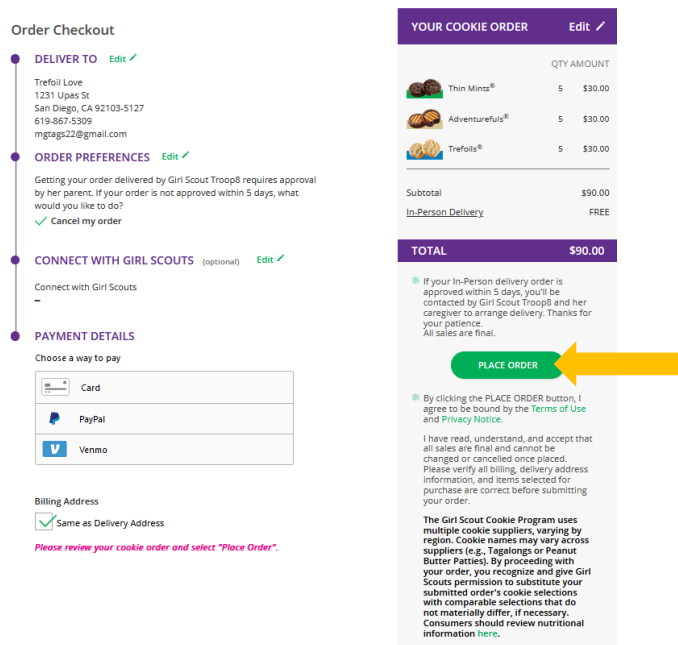 Order Checkout
DELIVER TO Edit
Trefoil Love
1231 Upas St
San Diego, CA 92103-5127
619-867-5309
mgtags22@gmail.com
ORDER PREFERENCES Edit
Getting your order delivered by Girl Scout Troop8 requires approval
by her parent. If your order is not approved within 5 days, what
would you like to do?
Cancel my order
CONNECT WITH GIRL SCOUTS (optional) Edit
Connect with Girl Scouts
–
PAYMENT DETAILS
Choose a way to pay
Card
PayPal
Venmo
Billing Address
Same as Delivery Address
Please review your cookie order and select "Place Order".
YOUR COOKIE ORDER Edit
QTY AMOUNT
Thin Mints® 5 $30.00
Adventurefuls® 5 $30.00
Trefoils® 5 $30.00
Subtotal $90.00
In-Person Delivery FREE
TOTAL $90.00
If your In-Person delivery order is
approved within 5 days, you'll be
contacted by Girl Scout Troop8 and her
caregiver to arrange delivery. Thanks for
your patience.
All sales are final.
PLACE ORDER
By clicking the PLACE ORDER button, I
agree to be bound by the Terms of Use
and Privacy Notice.
I have read, understand, and accept that
all sales are final and cannot be
changed or cancelled once placed.
Please verify all billing, delivery address
information, and items selected for
purchase are correct before submitting
your order.
The Girl Scout Cookie Program uses
multiple cookie suppliers, varying by
region. Cookie names may vary across
suppliers (e.g., Tagalongs or Peanut
Butter Patties). By proceeding with
your order, you recognize and give Girl
Scouts permission to substitute your
submitted order's cookie selections
with comparable selections that do
not materially differ, if necessary.
Consumers should review nutritional
information here.